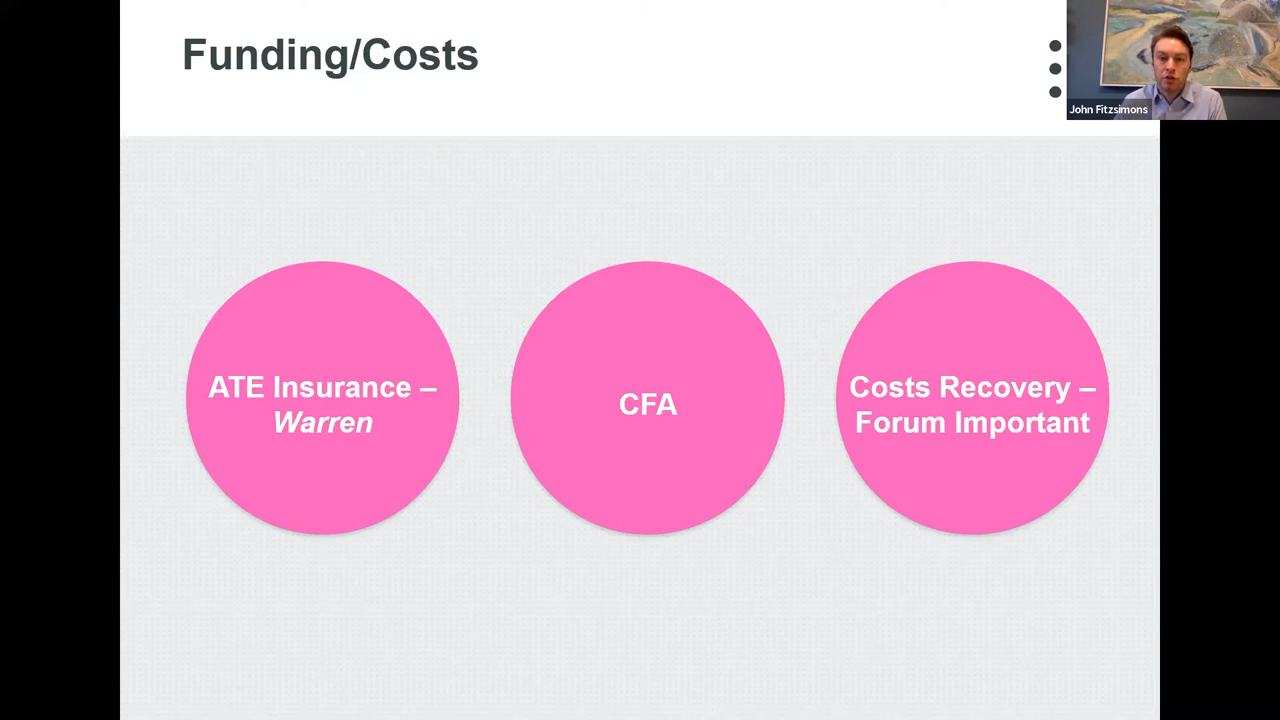 Funding/Costs
John Fitzsimons
ATE Insurance –
Warren
CFA
Costs Recovery –
Forum Important